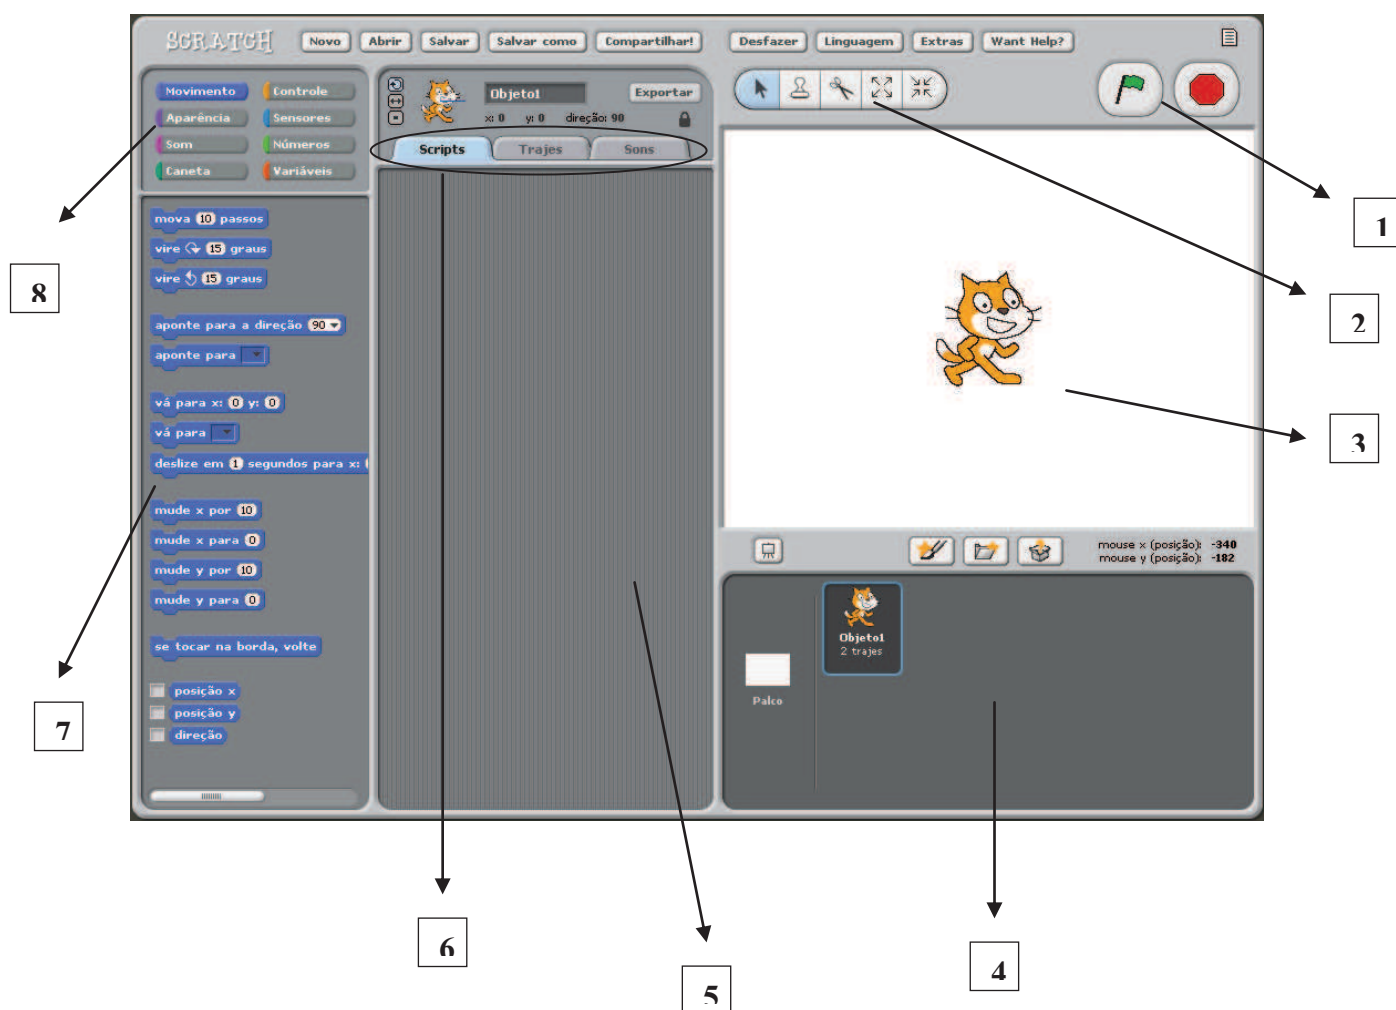 SCRATCH Novo Abrir Salvar Salvar como Compartilhar! Desfazer Linguagem Extras Want Help?
Movimento Controle
Aparência Sensores
Som Números
Caneta Variáveis
Objeto1 Exportar
x: 0 y: 0 direção: 90
Scripts Trajes Sons
mova 10 passos
vire 15 graus
vire 15 graus
aponte para a direção 90
aponte para
vá para x: 0 y: 0
vá para
deslize em 1 segundos para x:
mude x por 10
mude x para 0
mude y por 10
mude y para 0
se tocar na borda, volte
posição x
posição y
direção
mouse x (posição): -340
mouse y (posição): -182
Palco
Objeto1
2 trajes
1
2
3
4
5
6
7
8